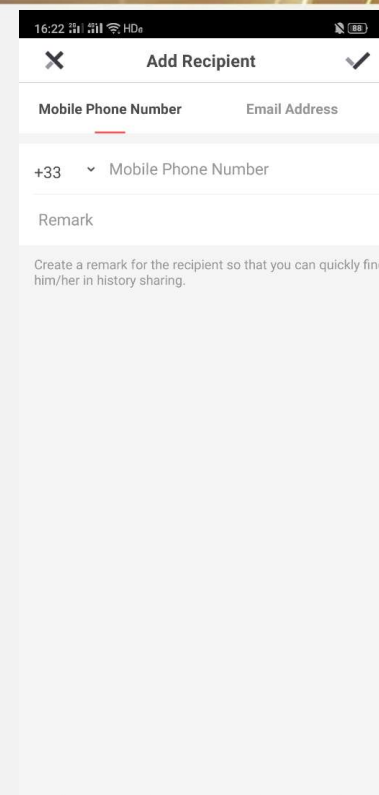 16:22 HD
88
Add Recipient
Mobile Phone Number
Email Address
+33 Mobile Phone Number
Remark
Create a remark for the recipient so that you can quickly
him/her in history sharing.